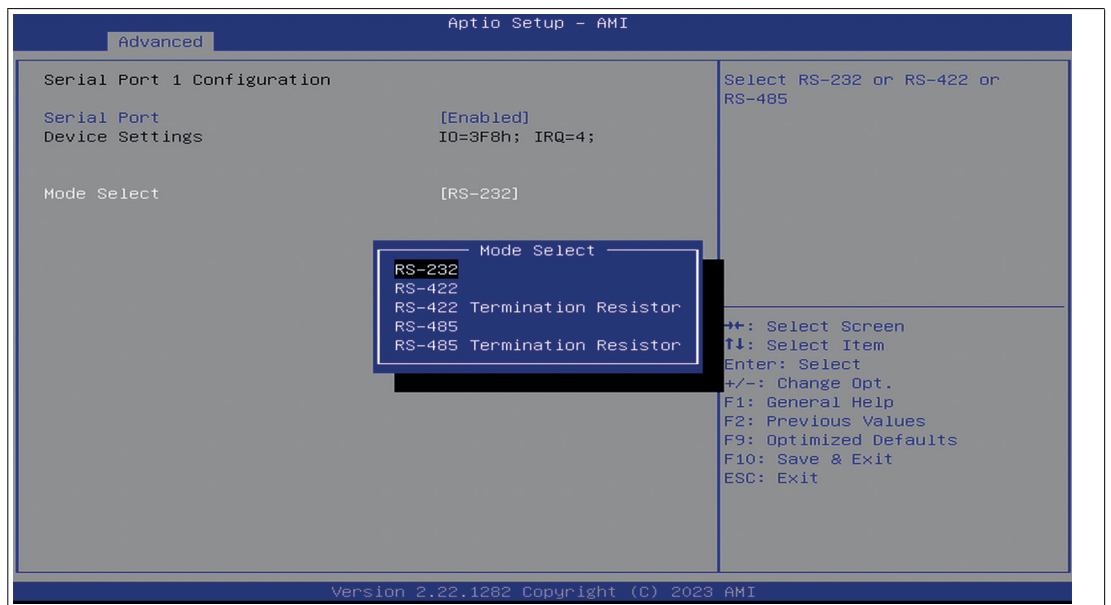 Aptio Setup – AMI
Advanced
Serial Port 1 Configuration
Serial Port [Enabled]
Device Settings IO=3F8h; IRQ=4;
Mode Select [RS-232]
Mode Select
RS-232
RS-422
RS-422 Termination Resistor
RS-485
RS-485 Termination Resistor
Select RS-232 or RS-422 or
RS-485
→←: Select Screen
↑↓: Select Item
Enter: Select
+/-: Change Opt.
F1: General Help
F2: Previous Values
F9: Optimized Defaults
F10: Save & Exit
ESC: Exit
Version 2.22.1282 Copyright (C) 2023 AMI